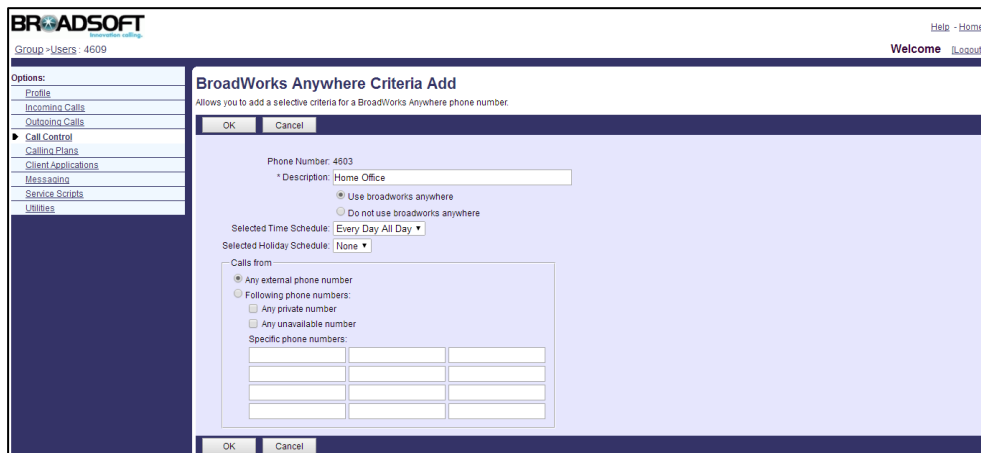 BROADSOFT
Innovation calling.
Help - Home
Group >Users : 4609
Welcome [Logout
Options:
Profile
Incoming Calls
Outgoing Calls
Call Control
Calling Plans
Client Applications
Messaging
Service Scripts
Utilities
BroadWorks Anywhere Criteria Add
Allows you to add a selective criteria for a BroadWorks Anywhere phone number.
OK Cancel
Phone Number: 4603
* Description: Home Office
Use broadworks anywhere
Do not use broadworks anywhere
Selected Time Schedule: Every Day All Day
Selected Holiday Schedule: None
Calls from
Any external phone number
Following phone numbers:
Any private number
Any unavailable number
Specific phone numbers:
OK Cancel